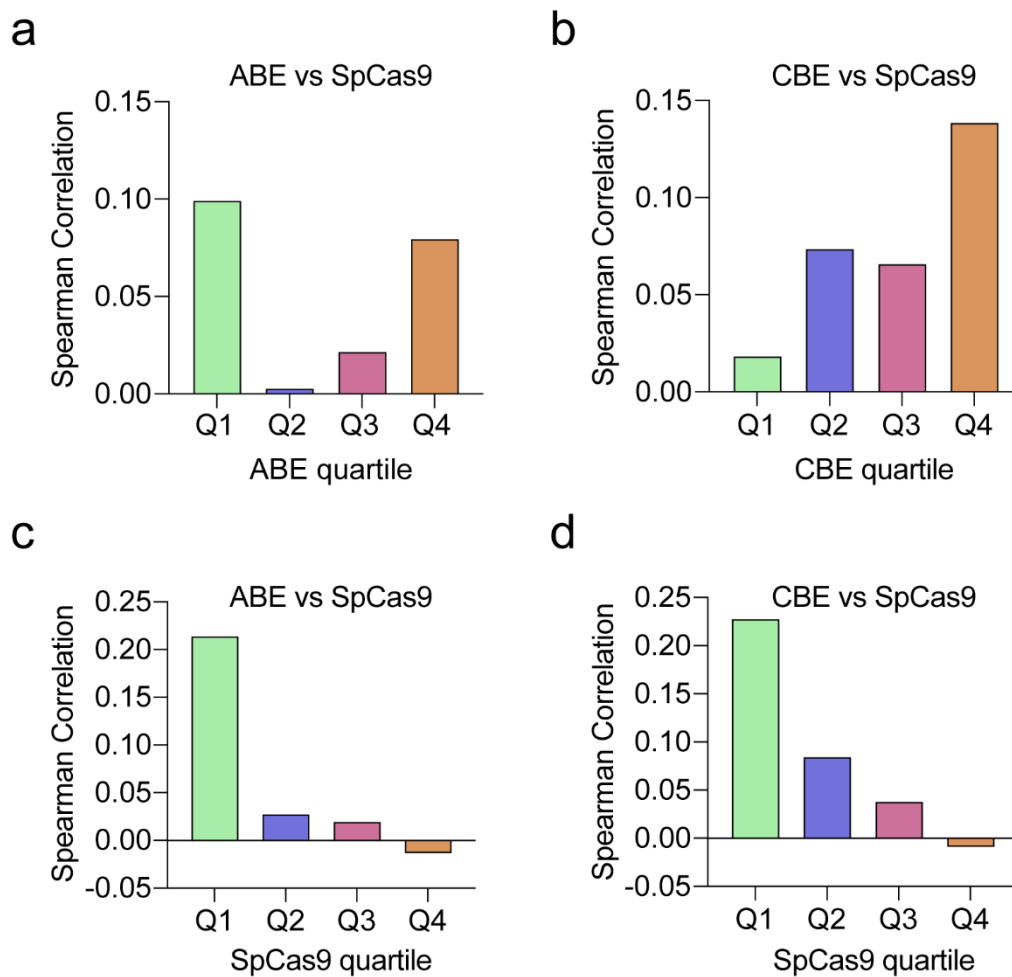 a
ABE vs SpCas9
Spearman Correlation
0.15
0.10
0.05
0.00
Q1 Q2 Q3 Q4
ABE quartile
b
CBE vs SpCas9
Spearman Correlation
0.15
0.10
0.05
0.00
Q1 Q2 Q3 Q4
CBE quartile
c
ABE vs SpCas9
Spearman Correlation
0.25
0.20
0.15
0.10
0.05
0.00
-0.05
Q1 Q2 Q3 Q4
SpCas9 quartile
d
CBE vs SpCas9
Spearman Correlation
0.25
0.20
0.15
0.10
0.05
0.00
-0.05
Q1 Q2 Q3 Q4
SpCas9 quartile